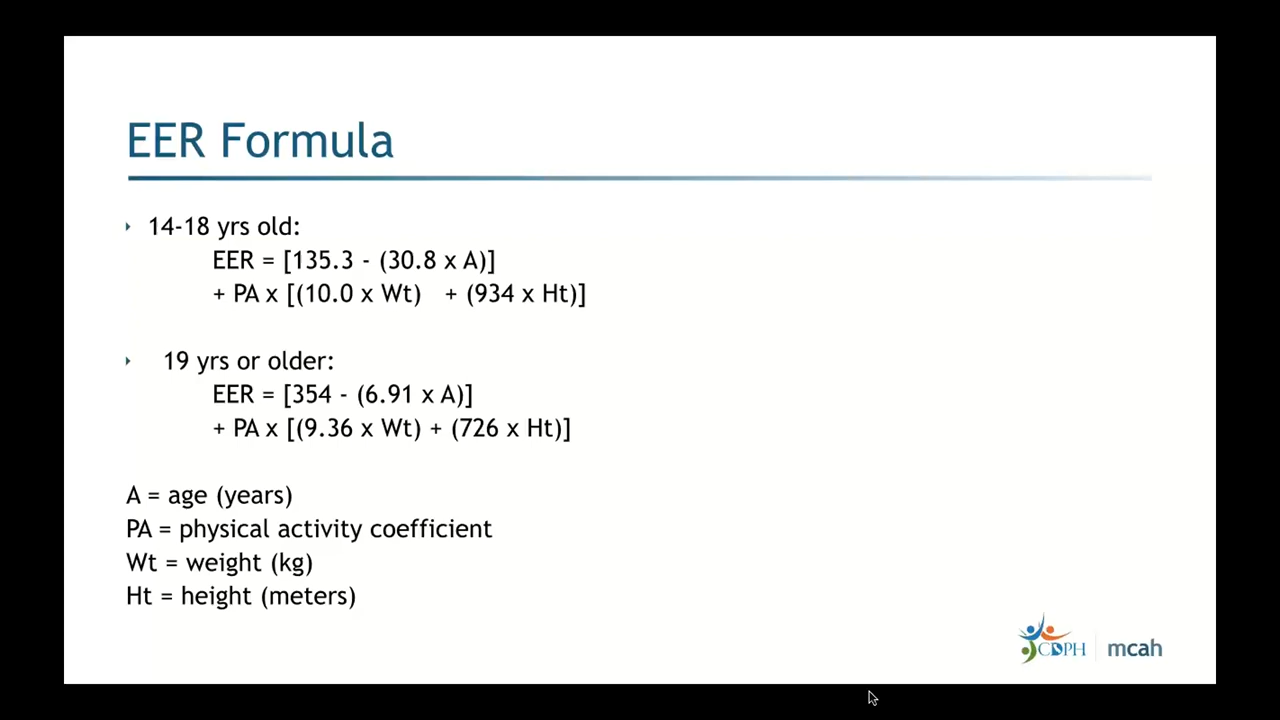 EER Formula
14-18 yrs old:
EER = [135.3 - (30.8 x A)]
+ PA x [(10.0 x Wt) + (934 x Ht)]
19 yrs or older:
EER = [354 - (6.91 x A)]
+ PA x [(9.36 x Wt) + (726 x Ht)]
A = age (years)
PA = physical activity coefficient
Wt = weight (kg)
Ht = height (meters)
CDPH mcah